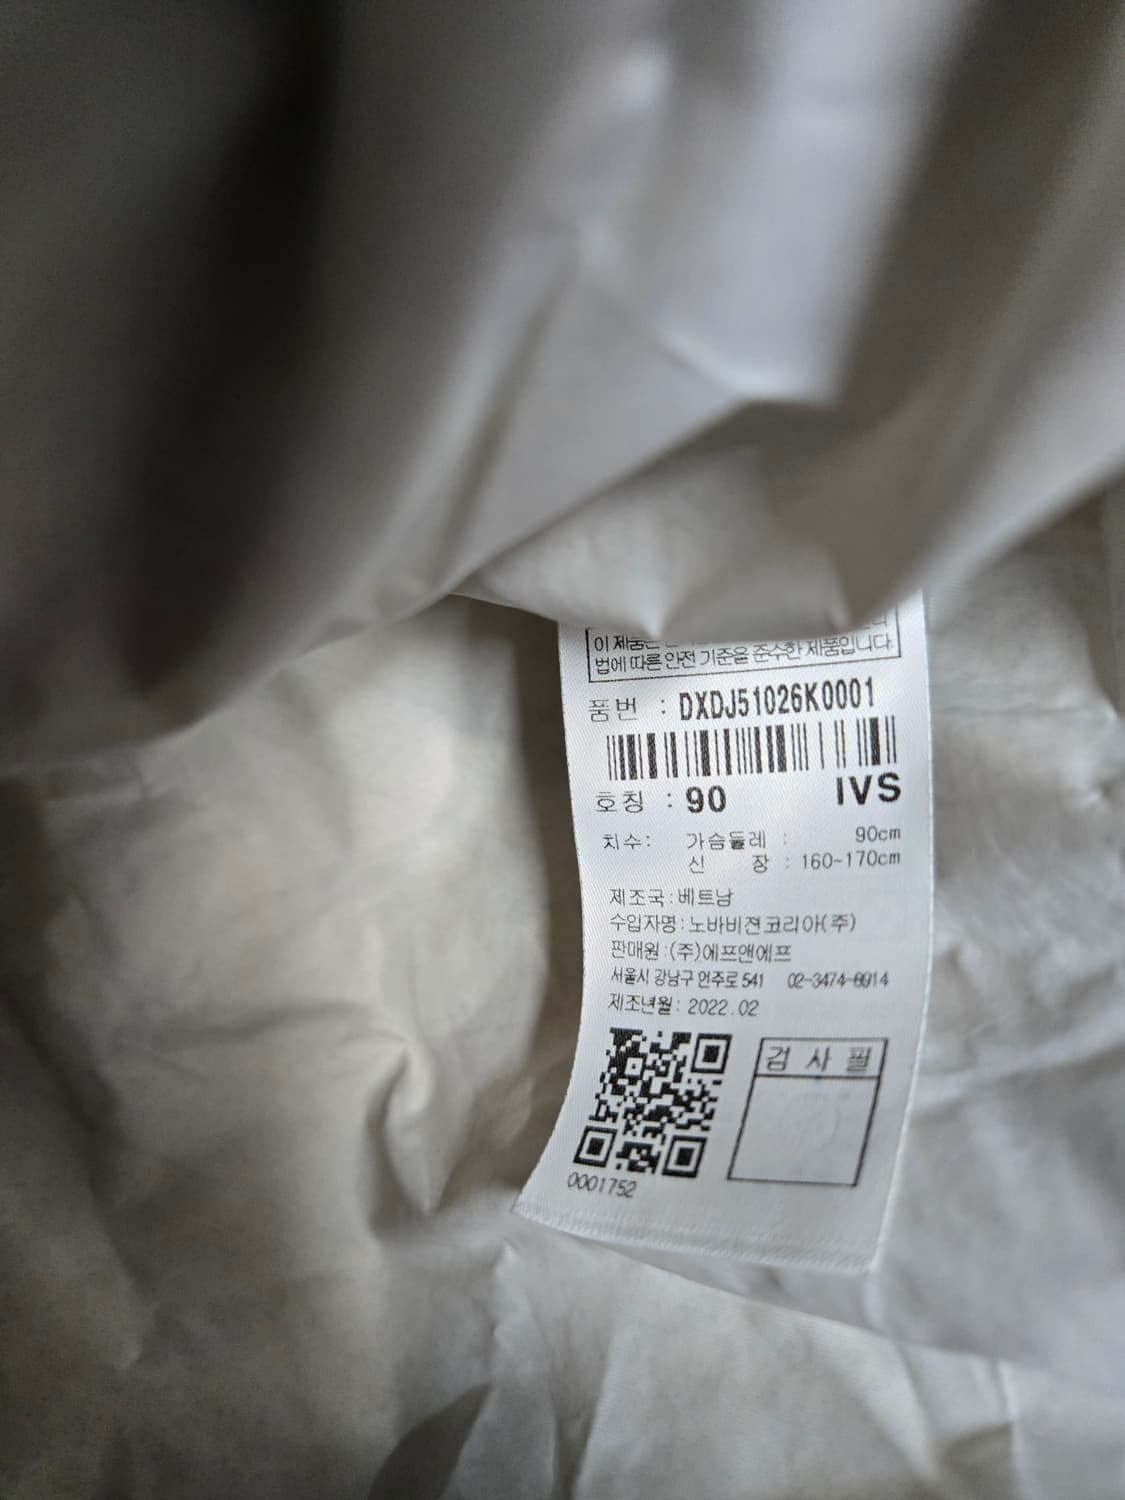 이 제품은
법에 따른 안전 기준을 준수한 제품입니다.
품번 : DXDJ51026K0001
호칭 : 90 IVS
치수: 가슴둘레 : 90cm
신 장 : 160~170cm
제조국:베트남
수입자명:노바비젼코리아(주)
판매원:(주)에프앤에프
서울시 강남구 언주로 541 02-3474-8914
제조년월: 2022.02
검 사 필
0001752